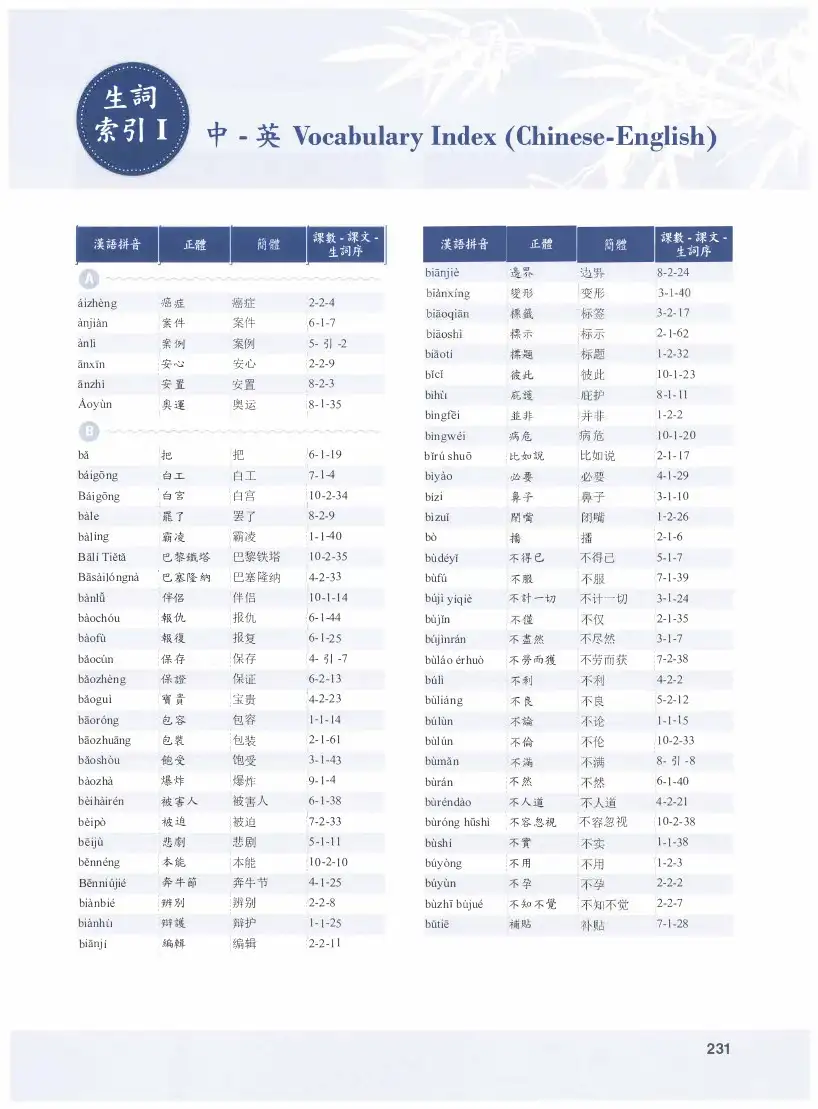 生詞
索引 I
中 - 英 Vocabulary Index (Chinese-English)
漢語拼音 正體 簡體 課數 - 課文 - 生詞序
A
áizhèng 癌症 癌症 2-2-4
ànjiàn 案件 案件 6-1-7
ànlì 案例 案例 5- 引 -2
ānxīn 安心 安心 2-2-9
ānzhì 安置 安置 8-2-3
Àoyùn 奧運 奥运 8-1-35
B
bǎ 把 把 6-1-19
báigōng 白工 白工 7-1-4
Báigōng 白宮 白宫 10-2-34
bàle 罷了 罢了 8-2-9
bàlíng 霸凌 霸凌 1-1-40
Bālí Tiětǎ 巴黎鐵塔 巴黎铁塔 10-2-35
Bāsàilóngnà 巴塞隆納 巴塞隆纳 4-2-33
bànlǚ 伴侶 伴侣 10-1-14
bàochóu 報仇 报仇 6-1-44
bàofù 報復 报复 6-1-25
bǎocún 保存 保存 4- 引 -7
bǎozhèng 保證 保证 6-2-13
bǎoguì 寶貴 宝贵 4-2-23
bāoróng 包容 包容 1-1-14
bāozhuāng 包裝 包装 2-1-61
bǎoshòu 飽受 饱受 3-1-43
bàozhà 爆炸 爆炸 9-1-4
bèihàirén 被害人 被害人 6-1-38
bèipò 被迫 被迫 7-2-33
bēijù 悲劇 悲剧 5-1-11
běnnéng 本能 本能 10-2-10
Bēnniújié 奔牛節 奔牛节 4-1-25
biànbié 辨別 辨别 2-2-8
biànhù 辯護 辩护 1-1-25
biānjí 編輯 编辑 2-2-11
漢語拼音 正體 簡體 課數 - 課文 - 生詞序
biānjiè 邊界 边界 8-2-24
biànxíng 變形 变形 3-1-40
biāoqiān 標籤 标签 3-2-17
biāoshì 標示 标示 2-1-62
biāotí 標題 标题 1-2-32
bǐcǐ 彼此 彼此 10-1-23
bìhù 庇護 庇护 8-1-11
bìngfēi 並非 并非 1-2-2
bìngwéi 病危 病危 10-1-20
bǐrú shuō 比如說 比如说 2-1-17
bìyào 必要 必要 4-1-29
bízi 鼻子 鼻子 3-1-10
bìzuǐ 閉嘴 闭嘴 1-2-26
bò 播 播 2-1-6
bùdéyǐ 不得已 不得已 5-1-7
bùfú 不服 不服 7-1-39
bújì yíqiè 不計一切 不计一切 3-1-24
bùjǐn 不僅 不仅 2-1-35
bújìnrán 不盡然 不尽然 3-1-7
bùláo érhuò 不勞而獲 不劳而获 7-2-38
búlì 不利 不利 4-2-2
bùliáng 不良 不良 5-2-12
búlùn 不論 不论 1-1-15
bùlún 不倫 不伦 10-2-33
bùmǎn 不滿 不满 8- 引 -8
bùrán 不然 不然 6-1-40
bùréndào 不人道 不人道 4-2-21
bùróng hūshì 不容忽視 不容忽视 10-2-38
bùshí 不實 不实 1-1-38
búyòng 不用 不用 1-2-3
búyùn 不孕 不孕 2-2-2
bùzhī bùjué 不知不覺 不知不觉 2-2-7
bǔtiē 補貼 补贴 7-1-28
231